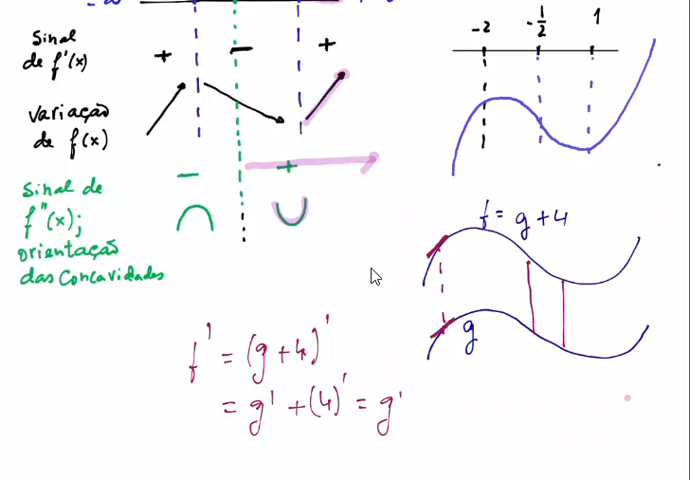 Sinal
de f'(x)
+ − +
variação
de f(x)
− +
Sinal de
f"(x);
orientação
das Concavidades
-2 -1/2 1
f = g+4
g
f' = (g+4)'
= g' + (4)' = g'